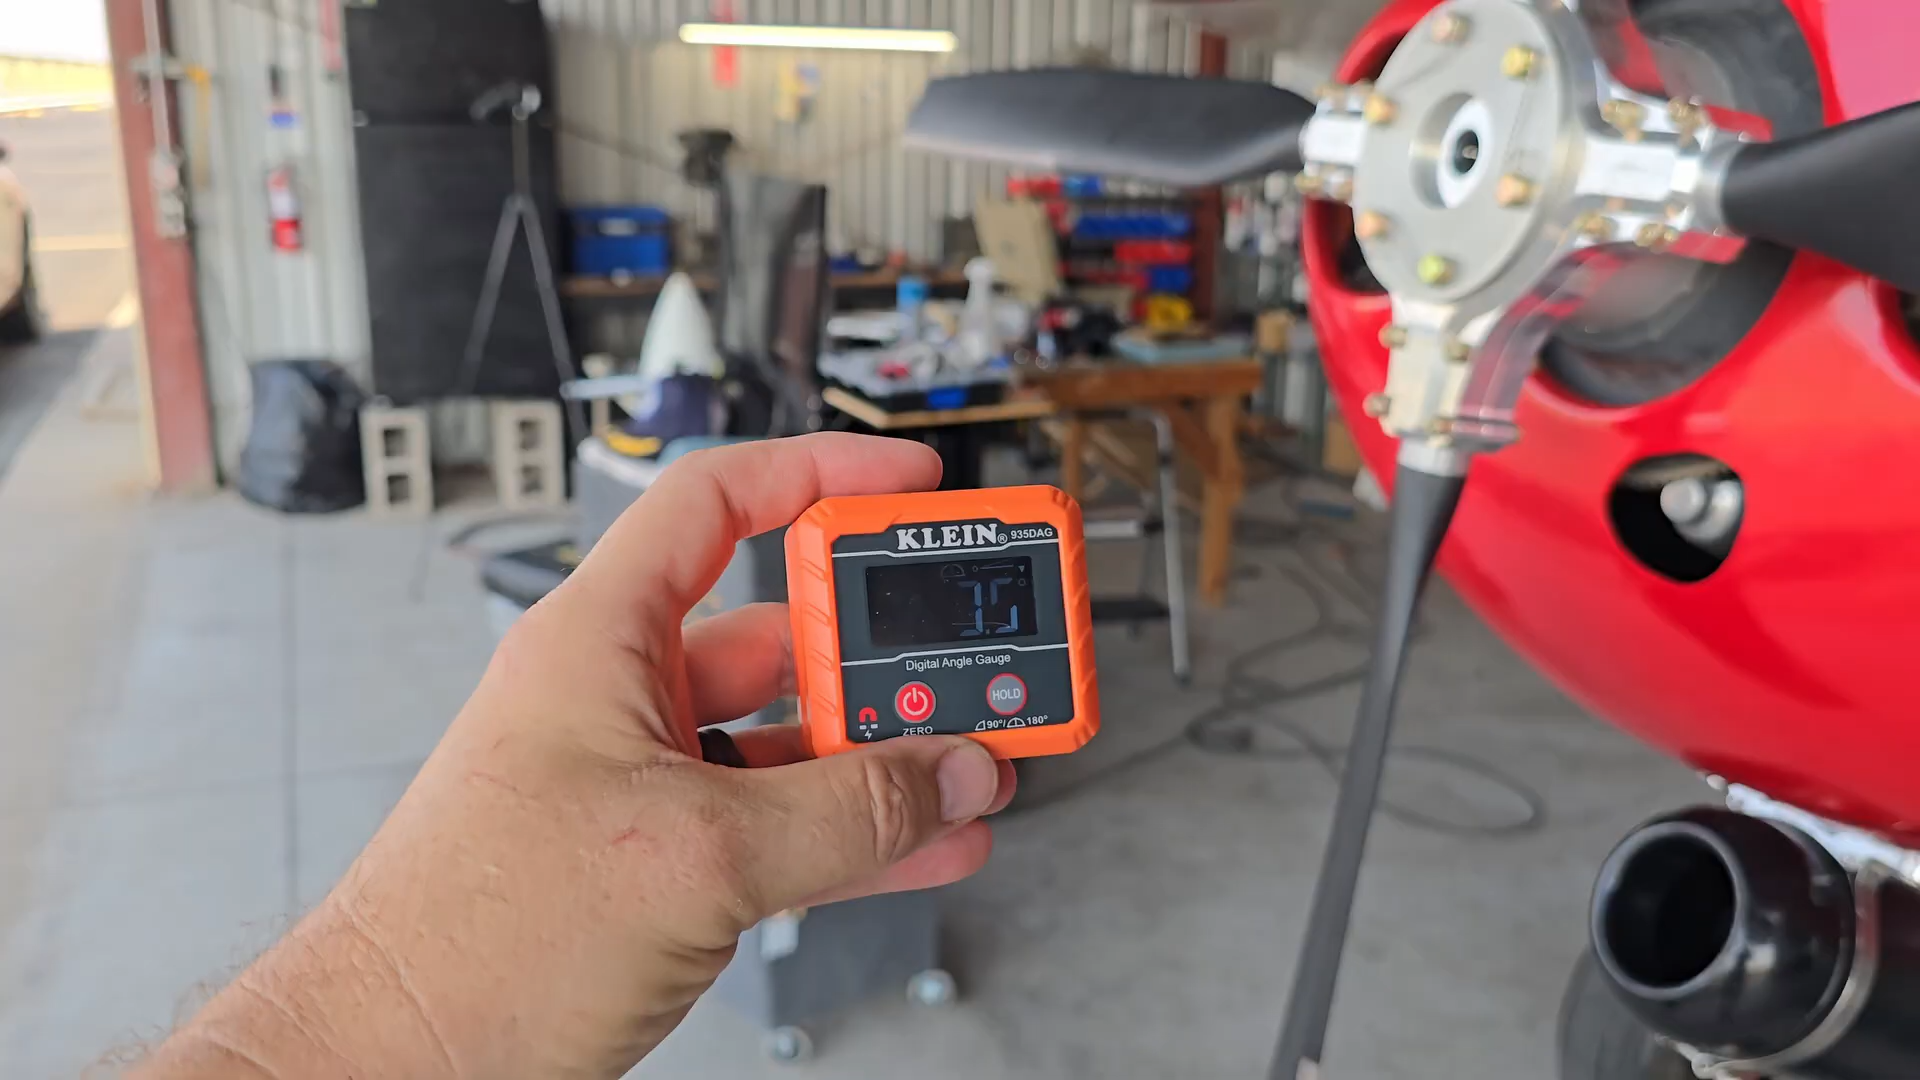 KLEIN® 935DAG
3.5°
Digital Angle Gauge
HOLD
ZERO
90°/ 180°